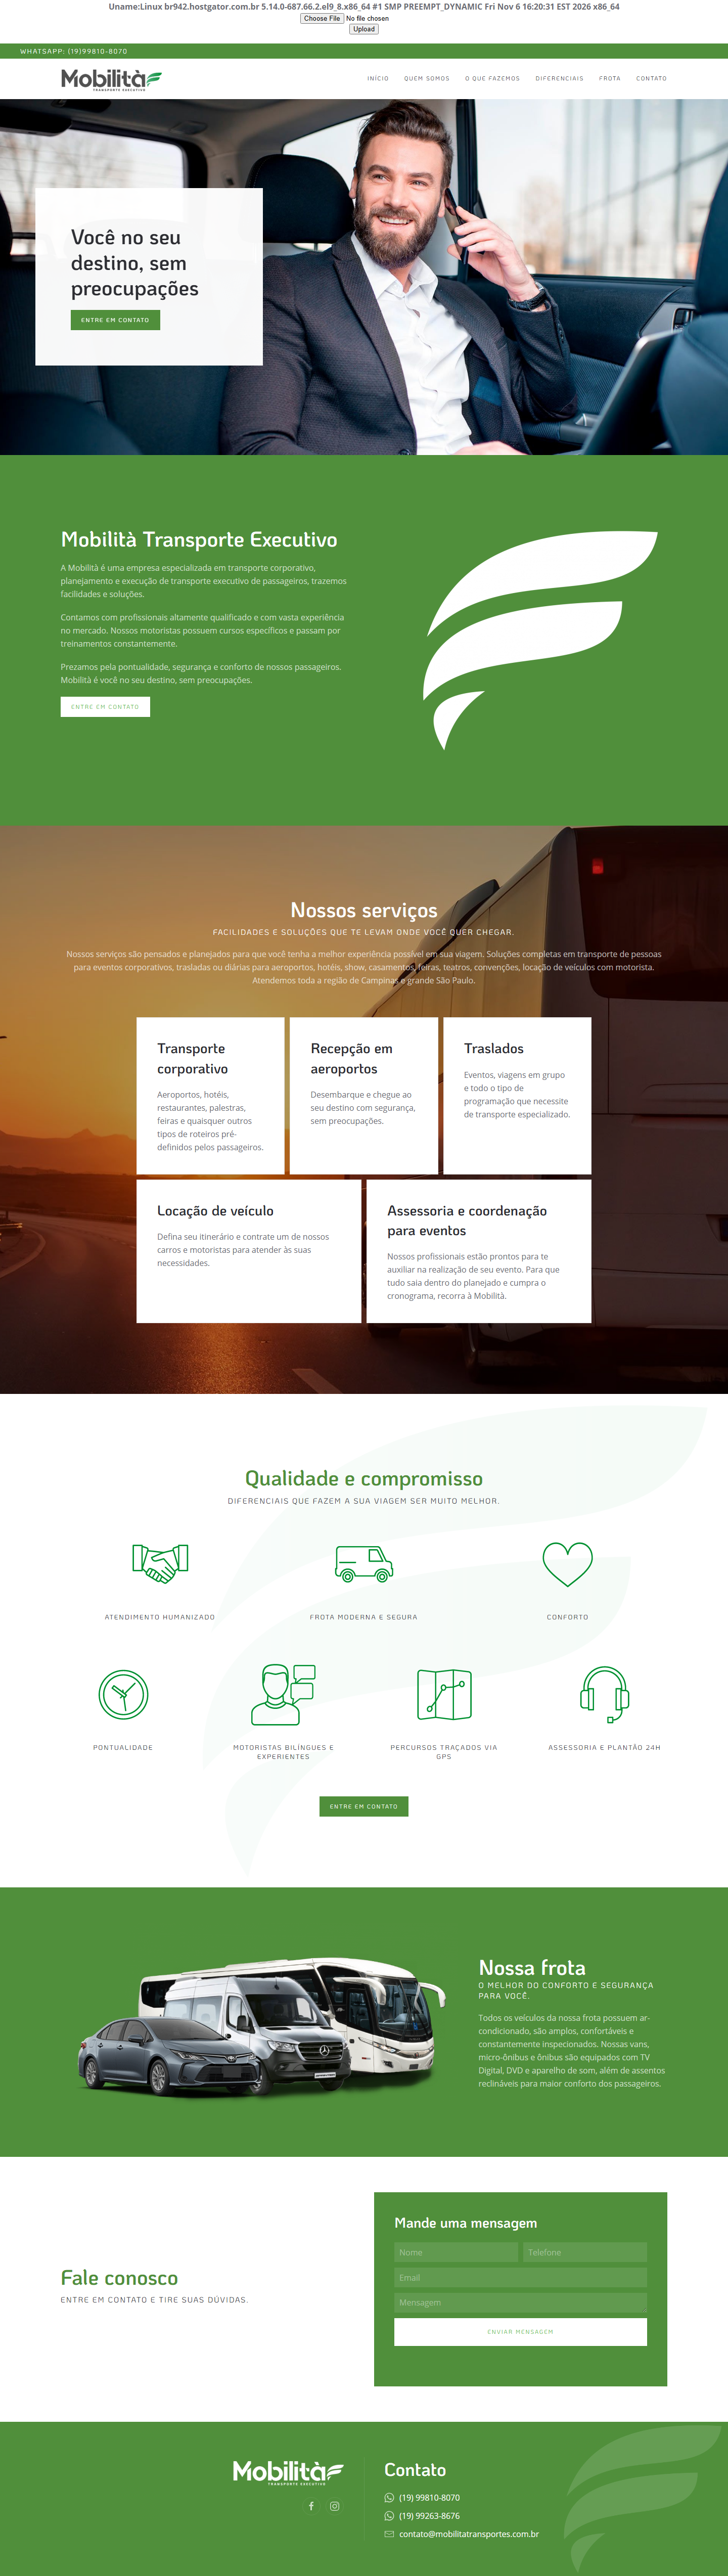 Uname:Linux br942.hostgator.com.br 5.14.0-687.66.2.el9_8.x86_64 #1 SMP PREEMPT_DYNAMIC Fri Nov 6 16:20:31 EST 2026 x86_64
Choose File No file chosen
Upload
WHATSAPP: (19)99810-8070
Mobilità
TRANSPORTE EXECUTIVO
INÍCIO QUEM SOMOS O QUE FAZEMOS DIFERENCIAIS FROTA CONTATO
Você no seu
destino, sem
preocupações
ENTRE EM CONTATO
Mobilità Transporte Executivo
A Mobilità é uma empresa especializada em transporte corporativo,
planejamento e execução de transporte executivo de passageiros, trazemos
facilidades e soluções.
Contamos com profissionais altamente qualificado e com vasta experiência
no mercado. Nossos motoristas possuem cursos específicos e passam por
treinamentos constantemente.
Prezamos pela pontualidade, segurança e conforto de nossos passageiros.
Mobilità é você no seu destino, sem preocupações.
ENTRE EM CONTATO
Nossos serviços
FACILIDADES E SOLUÇÕES QUE TE LEVAM ONDE VOCÊ QUER CHEGAR.
Nossos serviços são pensados e planejados para que você tenha a melhor experiência possível em sua viagem. Soluções completas em transporte de pessoas
para eventos corporativos, trasladas ou diárias para aeroportos, hotéis, show, casamentos, feiras, teatros, convenções, locação de veículos com motorista.
Atendemos toda a região de Campinas e grande São Paulo.
Transporte
corporativo
Aeroportos, hotéis,
restaurantes, palestras,
feiras e quaisquer outros
tipos de roteiros pré-
definidos pelos passageiros.
Recepção em
aeroportos
Desembarque e chegue ao
seu destino com segurança,
sem preocupações.
Traslados
Eventos, viagens em grupo
e todo o tipo de
programação que necessite
de transporte especializado.
Locação de veículo
Defina seu itinerário e contrate um de nossos
carros e motoristas para atender às suas
necessidades.
Assessoria e coordenação
para eventos
Nossos profissionais estão prontos para te
auxiliar na realização de seu evento. Para que
tudo saia dentro do planejado e cumpra o
cronograma, recorra à Mobilità.
Qualidade e compromisso
DIFERENCIAIS QUE FAZEM A SUA VIAGEM SER MUITO MELHOR.
ATENDIMENTO HUMANIZADO
FROTA MODERNA E SEGURA
CONFORTO
PONTUALIDADE
MOTORISTAS BILÍNGUES E
EXPERIENTES
PERCURSOS TRAÇADOS VIA
GPS
ASSESSORIA E PLANTÃO 24H
ENTRE EM CONTATO
Nossa frota
O MELHOR DO CONFORTO E SEGURANÇA
PARA VOCÊ.
Todos os veículos da nossa frota possuem ar-
condicionado, são amplos, confortáveis e
constantemente inspecionados. Nossas vans,
micro-ônibus e ônibus são equipados com TV
Digital, DVD e aparelho de som, além de assentos
reclináveis para maior conforto dos passageiros.
Fale conosco
ENTRE EM CONTATO E TIRE SUAS DÚVIDAS.
Mande uma mensagem
Nome Telefone
Email
Mensagem
ENVIAR MENSAGEM
Mobilità
TRANSPORTE EXECUTIVO
Contato
(19) 99810-8070
(19) 99263-8676
contato@mobilitatransportes.com.br